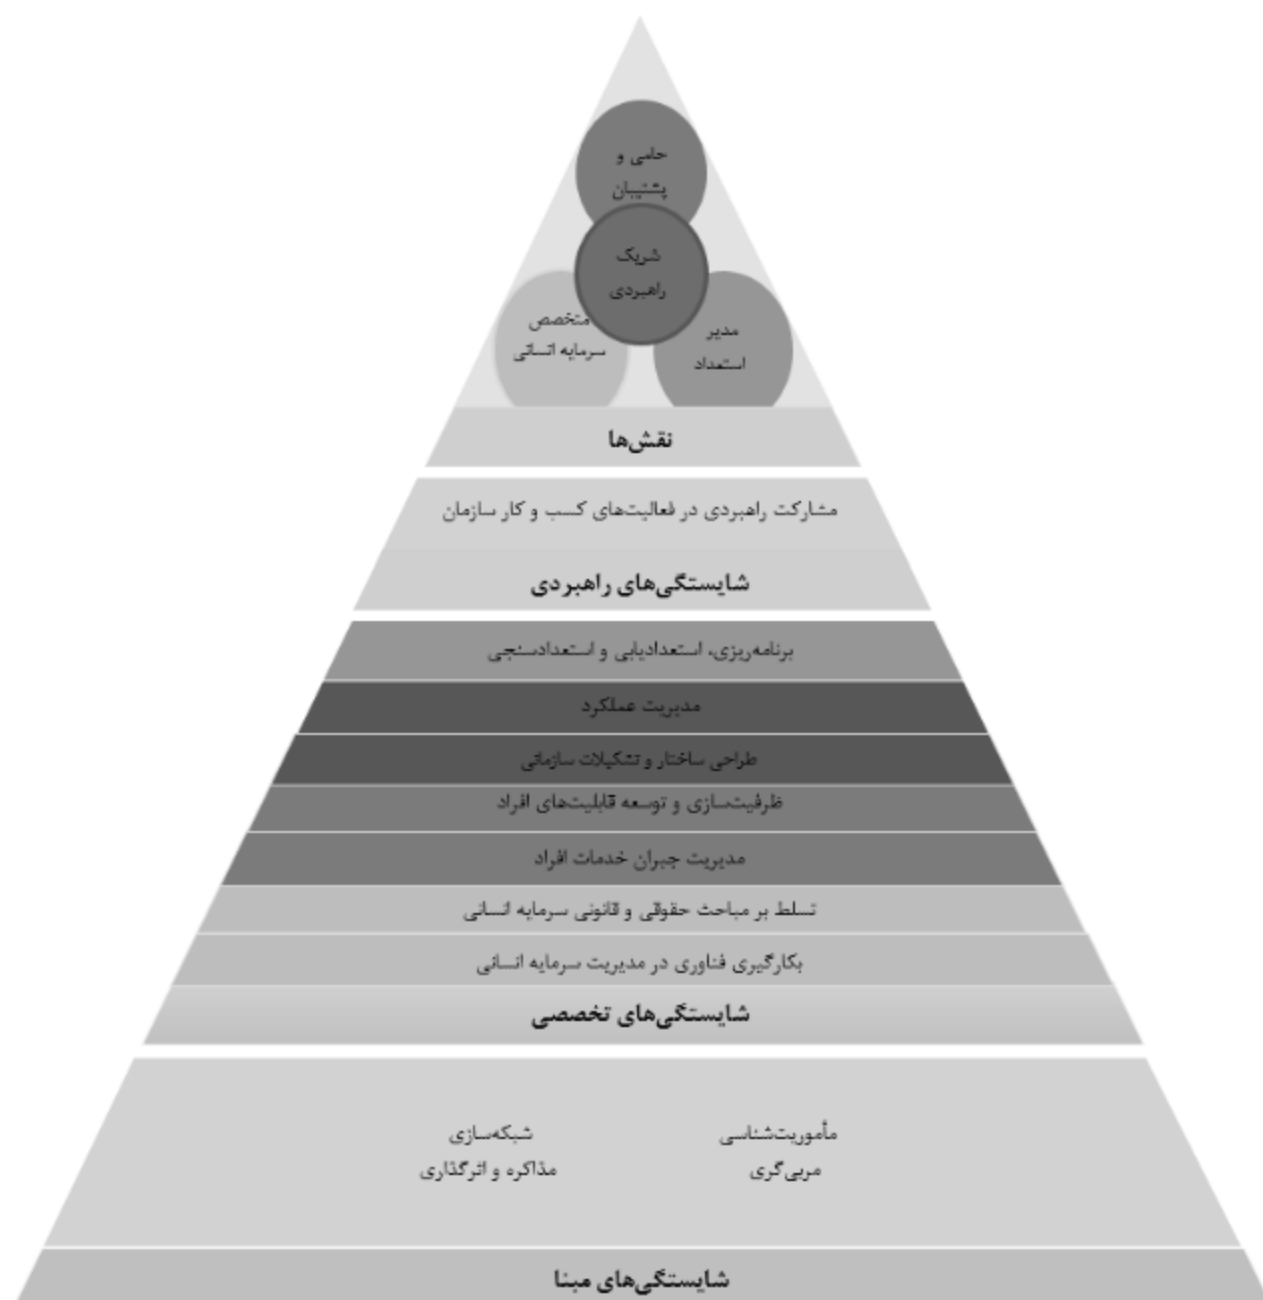 حامی و
پشتیبان
شریک
راهبردی
متخصص
سرمایه انسانی
مدیر
استعداد
نقش‌ها
مشارکت راهبردی در فعالیت‌های کسب و کار سازمان
شایستگی‌های راهبردی
برنامه‌ریزی، استعدادیابی و استعدادسنجی
مدیریت عملکرد
طراحی ساختار و تشکیلات سازمانی
ظرفیت‌سازی و توسعه قابلیت‌های افراد
مدیریت جبران خدمات افراد
تسلط بر مباحث حقوقی و قانونی سرمایه انسانی
بکارگیری فناوری در مدیریت سرمایه انسانی
شایستگی‌های تخصصی
مأموریت‌شناسی
مربی‌گری
شبکه‌سازی
مذاکره و اثرگذاری
شایستگی‌های مبنا